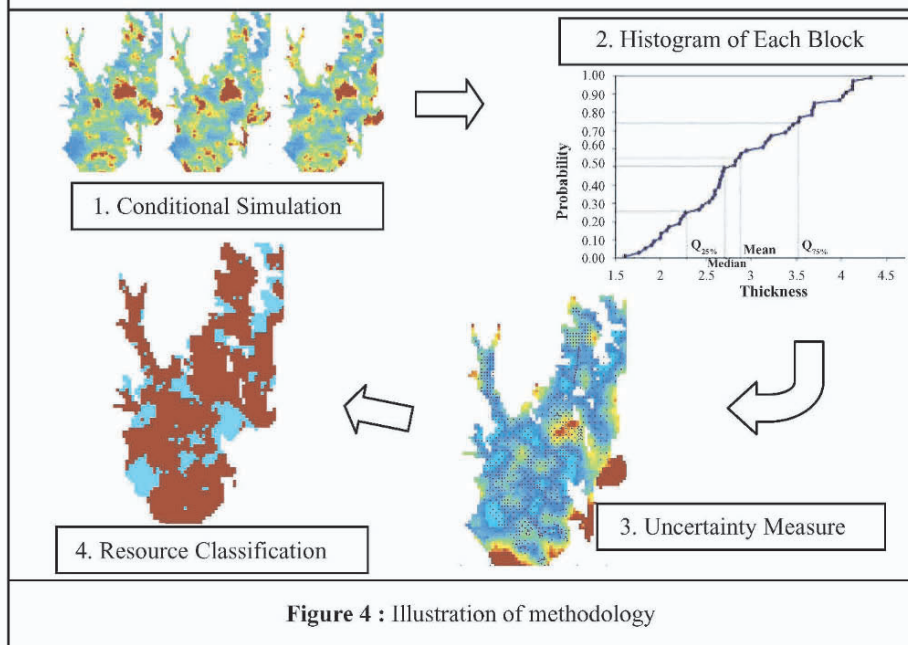 1. Conditional Simulation
2. Histogram of Each Block
1.00
0.90
0.80
0.70
0.60
0.50
0.40
0.30
0.20
0.10
0.00
Probability
Q25%
Median
Mean
Q75%
1.5 2 2.5 3 3.5 4 4.5
Thickness
3. Uncertainty Measure
4. Resource Classification
Figure 4 : Illustration of methodology